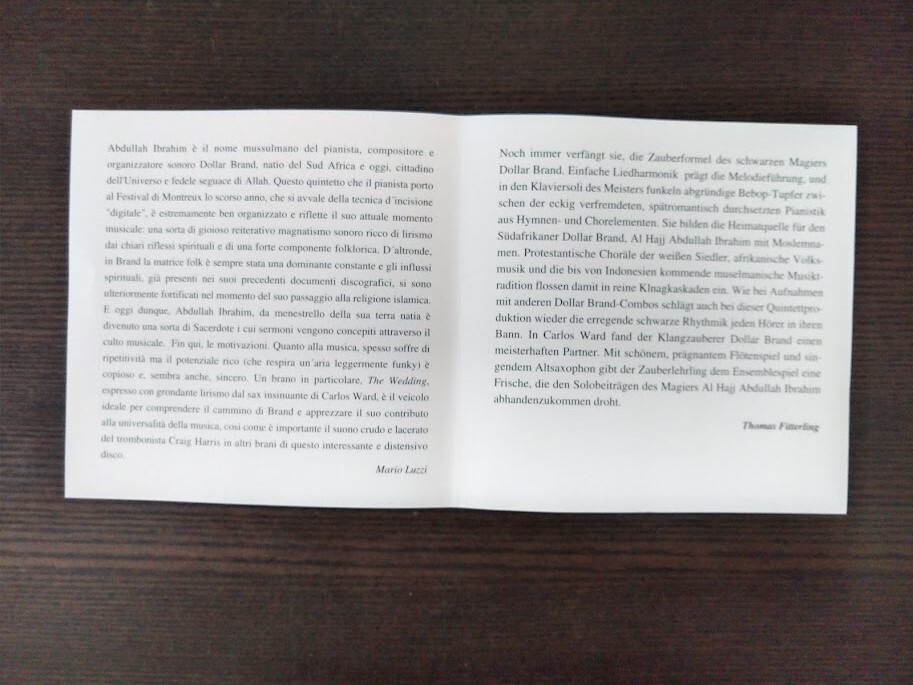 Abdullah Ibrahim è il nome mussulmano del pianista, compositore e
organizzatore sonoro Dollar Brand, natio del Sud Africa e oggi, cittadino
dell'Universo e fedele seguace di Allah. Questo quintetto che il pianista porto
al Festival di Montreux lo scorso anno, che si avvale della tecnica d´incisione
"digitale", è estremamente ben organizzato e riflette il suo attuale momento
musicale: una sorta di gioioso reiterativo magnatismo sonoro ricco di lirismo
dai chiari riflessi spirituali e di una forte componente folklorica. D´altronde,
in Brand la matrice folk è sempre stata una dominante constante e gli influssi
spirituali, già presenti nei suoi precedenti documenti discografici, si sono
ulteriormente fortificati nel momento del suo passaggio alla religione islamica.
E oggi dunque, Abdullah Ibrahim, da menestrello della sua terra natia è
divenuto una sorta di Sacerdote i cui sermoni vengono concepiti attraverso il
culto musicale. Fin qui, le motivazioni. Quanto alla musica, spesso soffre di
ripetitività ma il potenziale rico (che respira un´aria leggermente funky) è
copioso e, sembra anche, sincero. Un brano in particulare, The Wedding,
espresso con grondante lirismo dal sax insinuante di Carlos Ward, è il veicolo
ideale per comprendere il cammino di Brand e apprezzare il suo contributo
alla universalità della musica, cosi come è importante il suono crudo e lacerato
del trombonista Craig Harris in altri brani di questo interessante e distensivo
disco.
Mario Luzzi
Noch immer verfängt sie, die Zauberformel des schwarzen Magiers
Dollar Brand. Einfache Liedharmonik prägt die Melodieführung, und
in den Klaviersoli des Meisters funkeln abgründige Bebop-Tupfer zwi-
schen der eckig verfremdeten, spätromantisch durchsetzten Pianistik
aus Hymnen- und Chorelementen. Sie bilden die Heimatquelle für den
Südafrikaner Dollar Brand, Al Hajj Abdullah Ibrahim mit Moslemna-
men. Protestantische Choräle der weißen Siedler, afrikanische Volks-
musik und die bis von Indonesien kommende muselmanische Musikt-
radition flossen damit in reine Klnagkaskaden ein. Wie bei Aufnahmen
mit anderen Dollar Brand-Combos schlägt auch bei dieser Quintettpro-
duktion wieder die erregende schwarze Rhythmik jeden Hörer in ihren
Bann. In Carlos Ward fand der Klangzauberer Dollar Brand einen
meisterhaften Partner. Mit schönem, prägnantem Flötenspiel und sin-
gendem Altsaxophon gibt der Zauberlehrling dem Ensemblespiel eine
Frische, die den Solobeiträgen des Magiers Al Hajj Abdullah Ibrahim
abhandenzukommen droht.
Thomas Fitterling